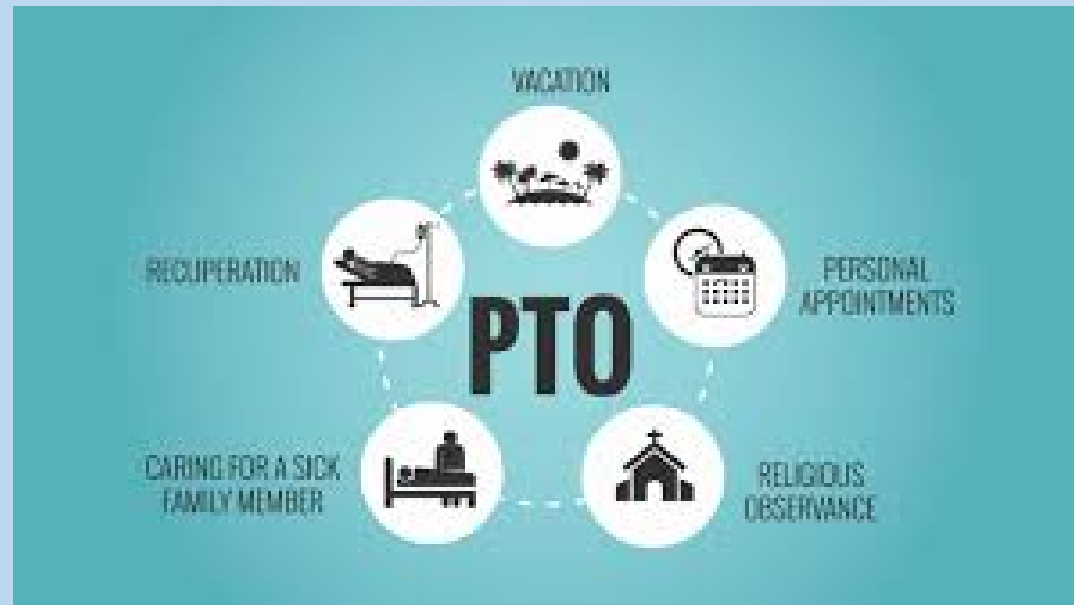 VACATION
PERSONAL
APPOINTMENTS
RELIGIOUS
OBSERVANCE
CARING FOR A SICK
FAMILY MEMBER
RECUPERATION
PTO